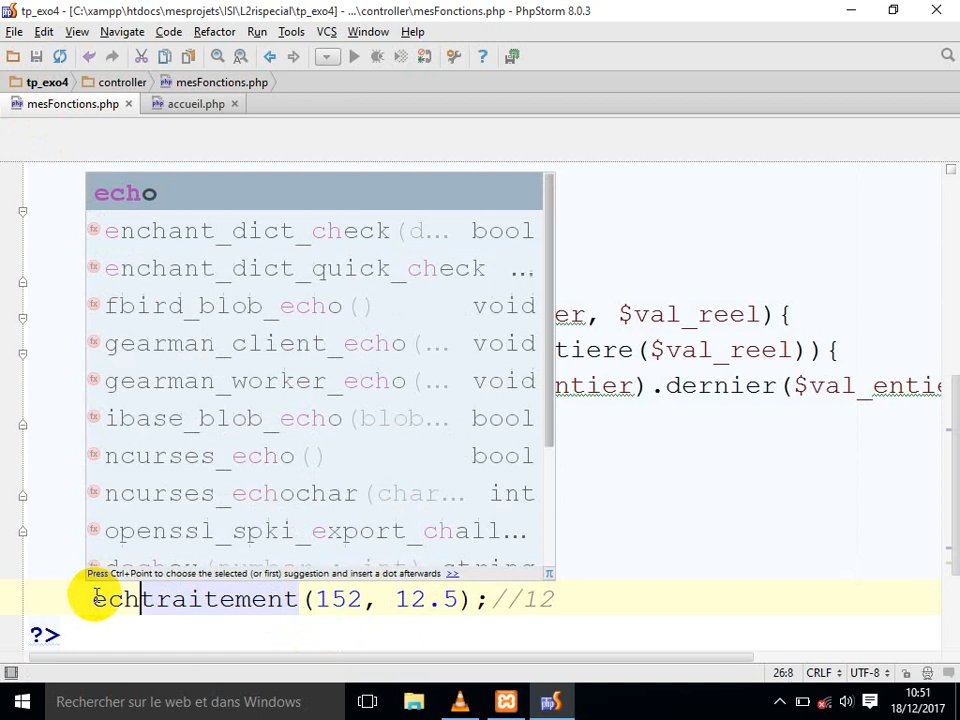 tp_exo4 - [C:\xampp\htdocs\mesprojets\ISI\L2rispecial\tp_exo4] - ...\controller\mesFonctions.php - PhpStorm 8.0.3
File Edit View Navigate Code Refactor Run Tools VCS Window Help
tp_exo4 controller mesFonctions.php
mesFonctions.php accueil.php
echo
enchant_dict_check(d... bool
enchant_dict_quick_check ...
fbird_blob_echo() void
er, $val_reel){
gearman_client_echo(... void
tiere($val_reel)){
gearman_worker_echo(... void
ntier).dernier($val_entie
ibase_blob_echo(blob... bool
ncurses_echo() bool
ncurses_echochar(char... int
openssl_spki_export_chall...
Press Ctrl+Point to choose the selected (or first) suggestion and insert a dot afterwards >>
echtraitement(152, 12.5);//12
?>
26:8 CRLF UTF-8
Rechercher sur le web et dans Windows
10:51
18/12/2017